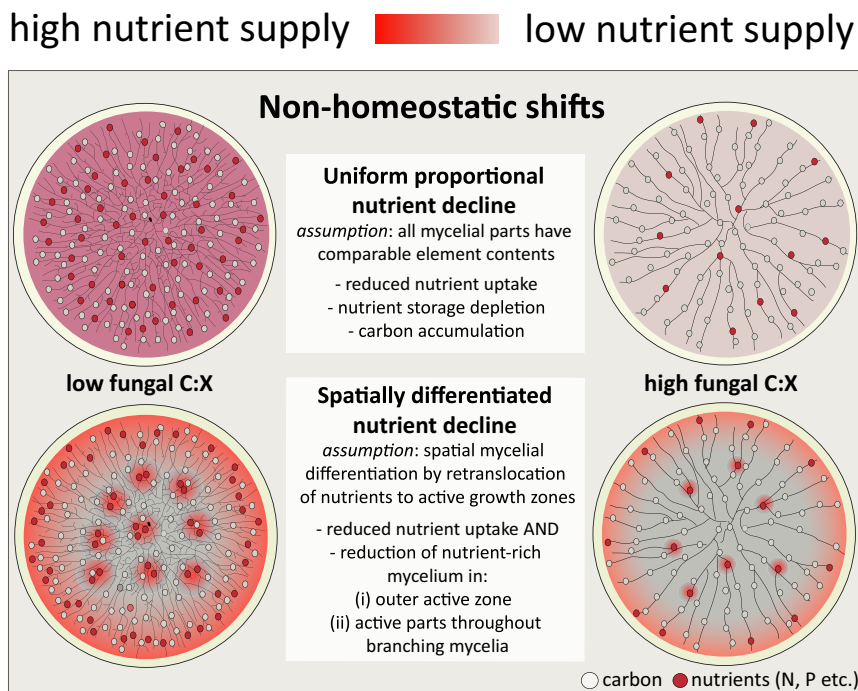 high nutrient supply
low nutrient supply
Non-homeostatic shifts
Uniform proportional
nutrient decline
assumption: all mycelial parts have
comparable element contents
- reduced nutrient uptake
- nutrient storage depletion
- carbon accumulation
low fungal C:X
high fungal C:X
Spatially differentiated
nutrient decline
assumption: spatial mycelial
differentiation by retranslocation
of nutrients to active growth zones
- reduced nutrient uptake AND
- reduction of nutrient-rich
mycelium in:
(i) outer active zone
(ii) active parts throughout
branching mycelia
carbon
nutrients (N, P etc.)